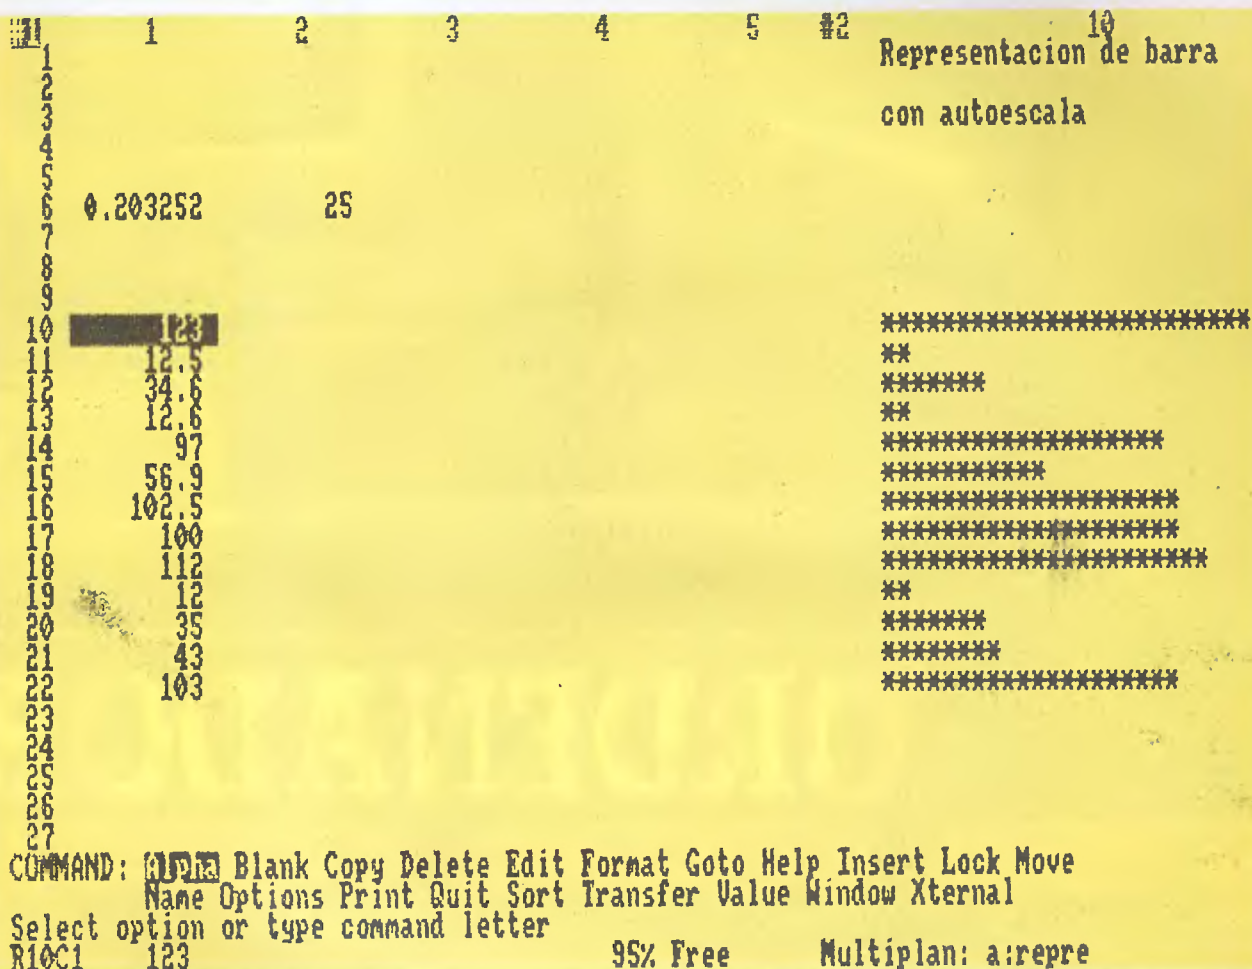 #1 1 2 3 4 5 #2 10
1 Representacion de barra
2
3 con autoescala
4
5
6 0.203252 25
7
8
9
10 123 *************************
11 12.5 **
12 34.6 *******
13 12.6 **
14 97 *******************
15 56.9 ***********
16 102.5 ********************
17 100 ********************
18 112 **********************
19 12 **
20 35 *******
21 43 ********
22 103 ********************
23
24
25
26
27
COMMAND: Alpha Blank Copy Delete Edit Format Goto Help Insert Lock Move
Name Options Print Quit Sort Transfer Value Window Xternal
Select option or type command letter
R10C1 123 95% Free Multiplan: a:repre